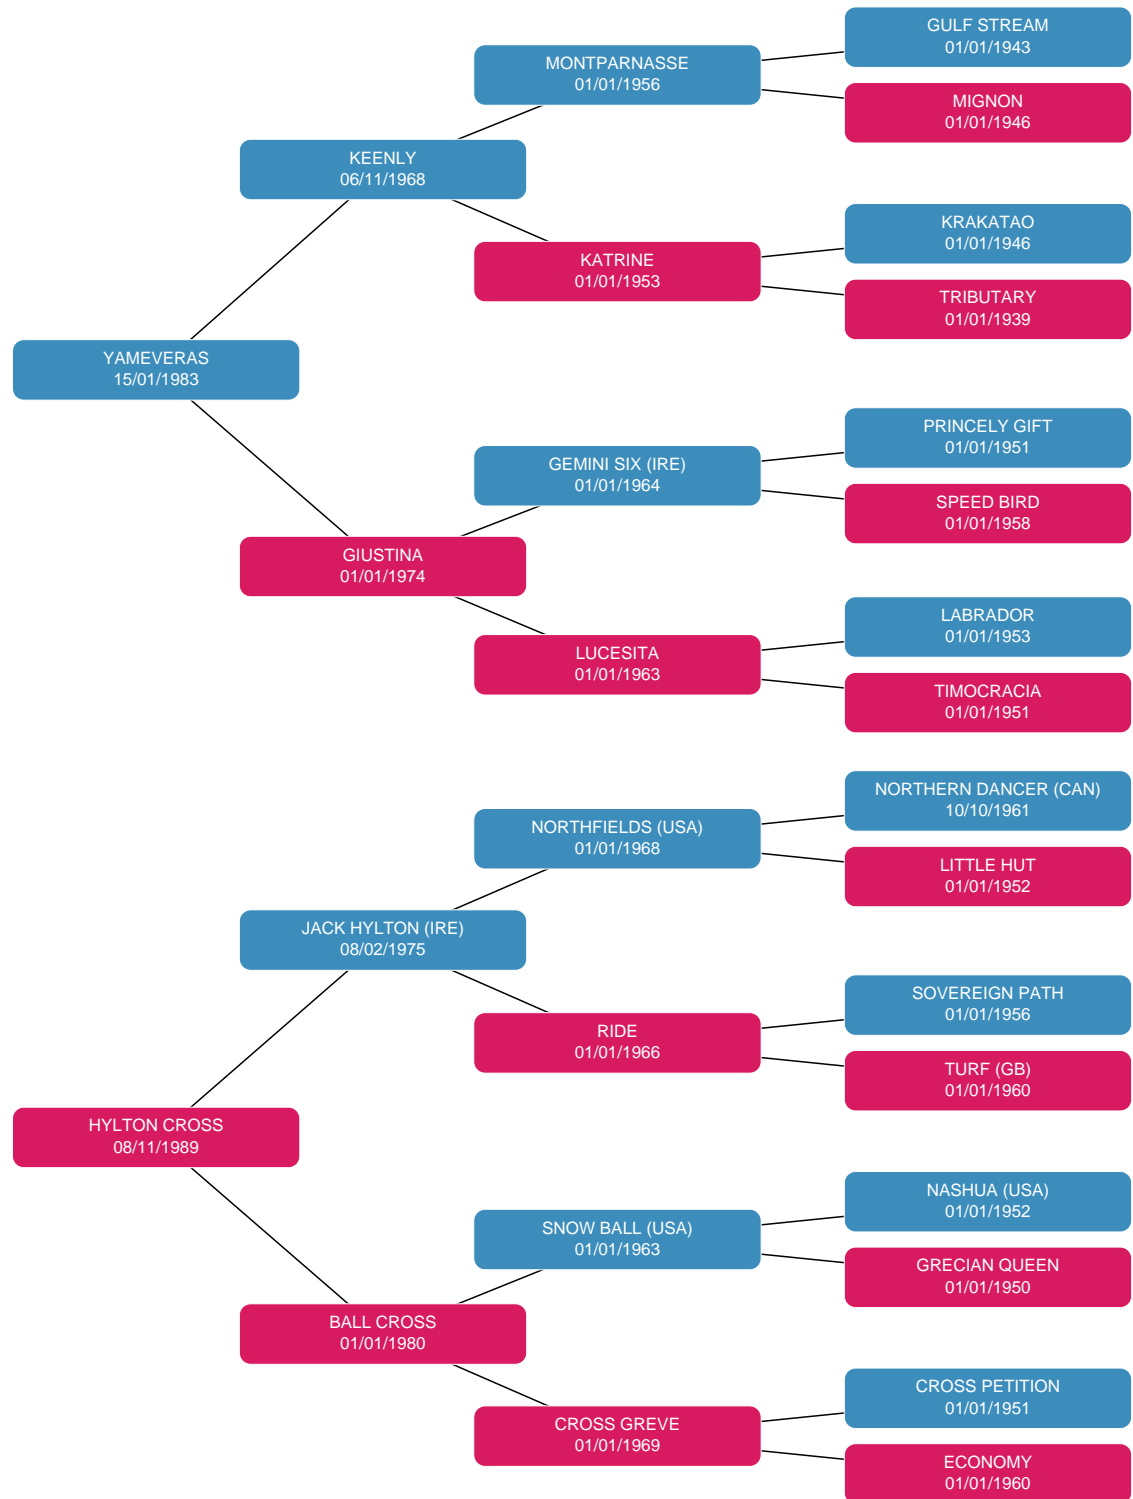 GULF STREAM
01/01/1943
MONTPARNASSE
01/01/1956
MIGNON
01/01/1946
KEENLY
06/11/1968
KRAKATAO
01/01/1946
KATRINE
01/01/1953
TRIBUTARY
01/01/1939
YAMEVERAS
15/01/1983
PRINCELY GIFT
01/01/1951
GEMINI SIX (IRE)
01/01/1964
SPEED BIRD
01/01/1958
GIUSTINA
01/01/1974
LABRADOR
01/01/1953
LUCESITA
01/01/1963
TIMOCRACIA
01/01/1951
NORTHERN DANCER (CAN)
10/10/1961
NORTHFIELDS (USA)
01/01/1968
LITTLE HUT
01/01/1952
JACK HYLTON (IRE)
08/02/1975
SOVEREIGN PATH
01/01/1956
RIDE
01/01/1966
TURF (GB)
01/01/1960
HYLTON CROSS
08/11/1989
NASHUA (USA)
01/01/1952
SNOW BALL (USA)
01/01/1963
GRECIAN QUEEN
01/01/1950
BALL CROSS
01/01/1980
CROSS PETITION
01/01/1951
CROSS GREVE
01/01/1969
ECONOMY
01/01/1960